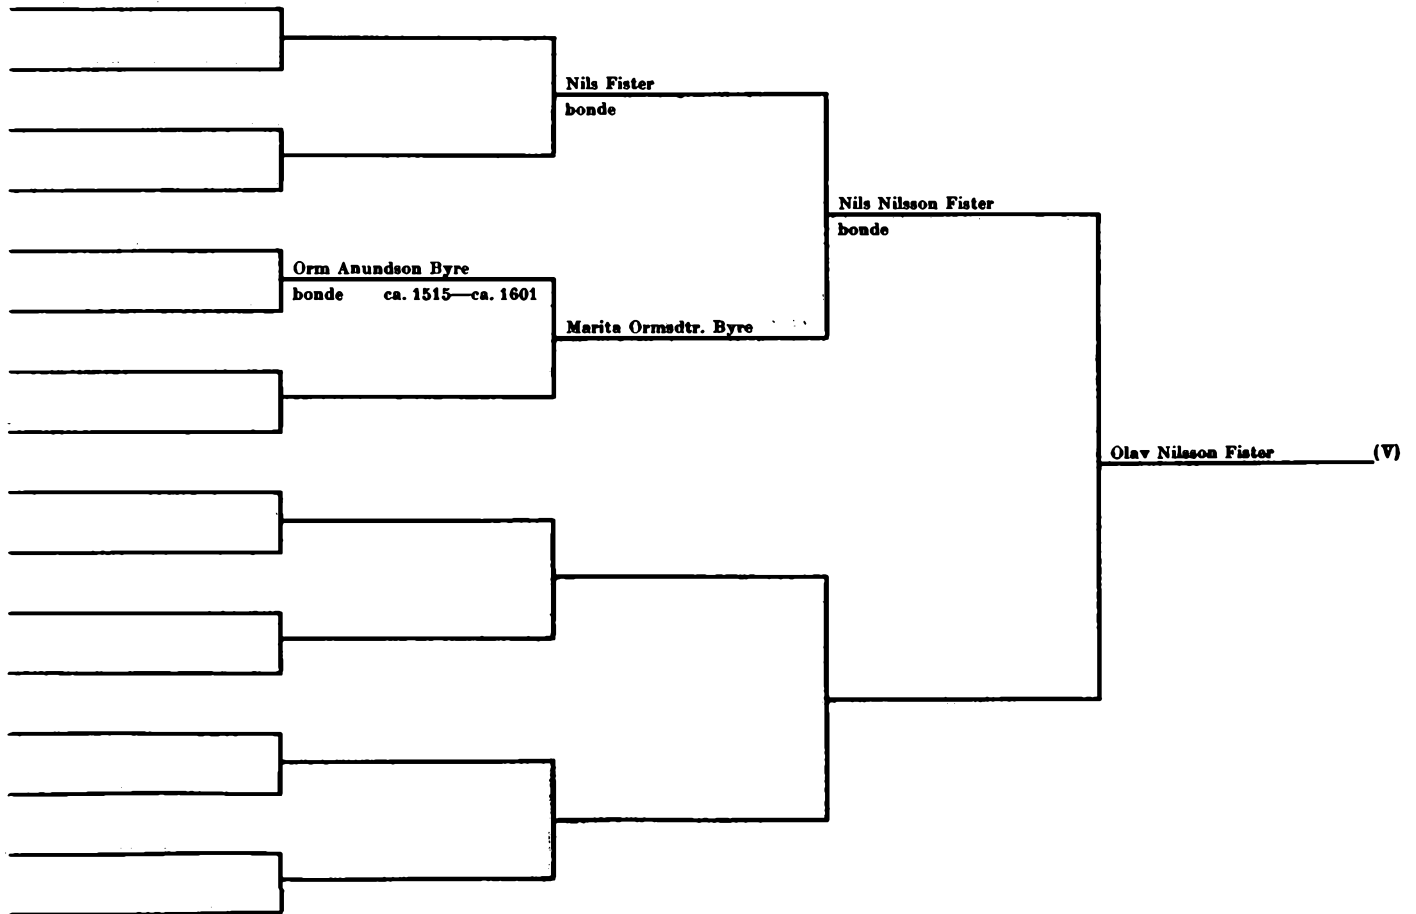 Nils Fister
bonde
Nils Nilsson Fister
bonde
Orm Anundson Byre
bonde ca. 1515—ca. 1601
Marita Ormsdtr. Byre
Olav Nilsson Fister (V)